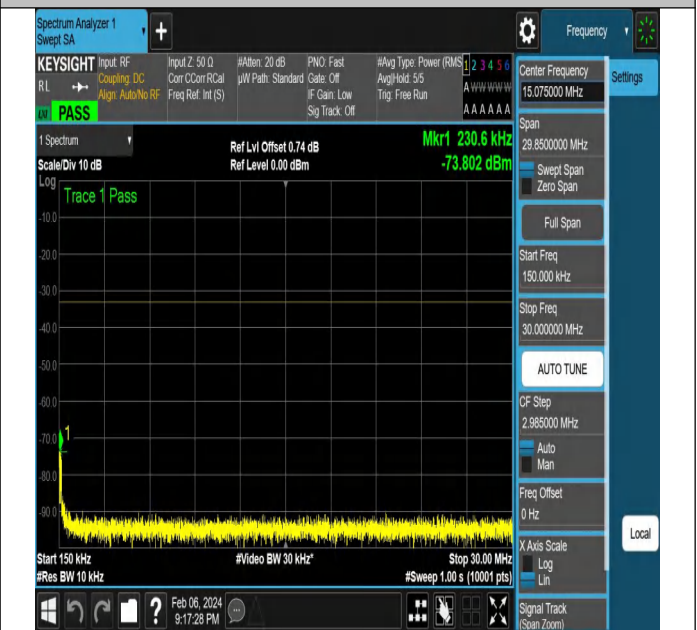 Spectrum Analyzer 1
Swept SA
+
Frequency
KEYSIGHT
RL
PASS
Input: RF
Coupling: DC
Align: Auto/No RF
Input Z: 50 Ω
Corr CCorr RCal
Freq Ref: Int (S)
#Atten: 20 dB
µW Path: Standard
PNO: Fast
Gate: Off
IF Gain: Low
Sig Track: Off
#Avg Type: Power (RMS
Avg|Hold: 5/5
Trig: Free Run
1 2 3 4 5 6
A W W W W W
A A A A A A
Center Frequency
15.075000 MHz
Settings
1 Spectrum
Scale/Div 10 dB
Ref Lvl Offset 0.74 dB
Ref Level 0.00 dBm
Mkr1 230.6 kHz
-73.802 dBm
Log
Trace 1 Pass
-10.0
-20.0
-30.0
-40.0
-50.0
-60.0
-70.0
-80.0
-90.0
1
Start 150 kHz
#Res BW 10 kHz
#Video BW 30 kHz*
Stop 30.00 MHz
#Sweep 1.00 s (10001 pts)
Span
29.8500000 MHz
Swept Span
Zero Span
Full Span
Start Freq
150.000 kHz
Stop Freq
30.000000 MHz
AUTO TUNE
CF Step
2.985000 MHz
Auto
Man
Freq Offset
0 Hz
X Axis Scale
Log
Lin
Local
Signal Track
(Span Zoom)
?
Feb 06, 2024
9:17:28 PM